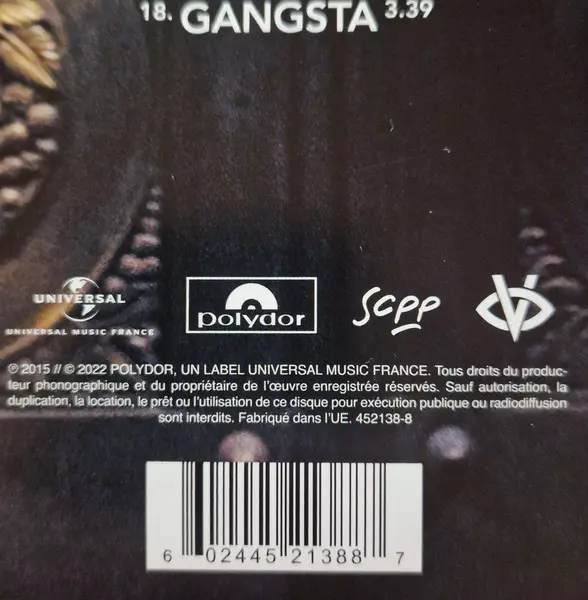 18. GANGSTA 3.39
UNIVERSAL
UNIVERSAL MUSIC FRANCE
polydor
scpp
V
℗ 2015 // © 2022 POLYDOR, UN LABEL UNIVERSAL MUSIC FRANCE. Tous droits du produc-
teur phonographique et du propriétaire de l'œuvre enregistrée réservés. Sauf autorisation, la
duplication, la location, le prêt ou l'utilisation de ce disque pour exécution publique ou radiodiffusion
sont interdits. Fabriqué dans l'UE. 452138-8
6 02445 21388 7